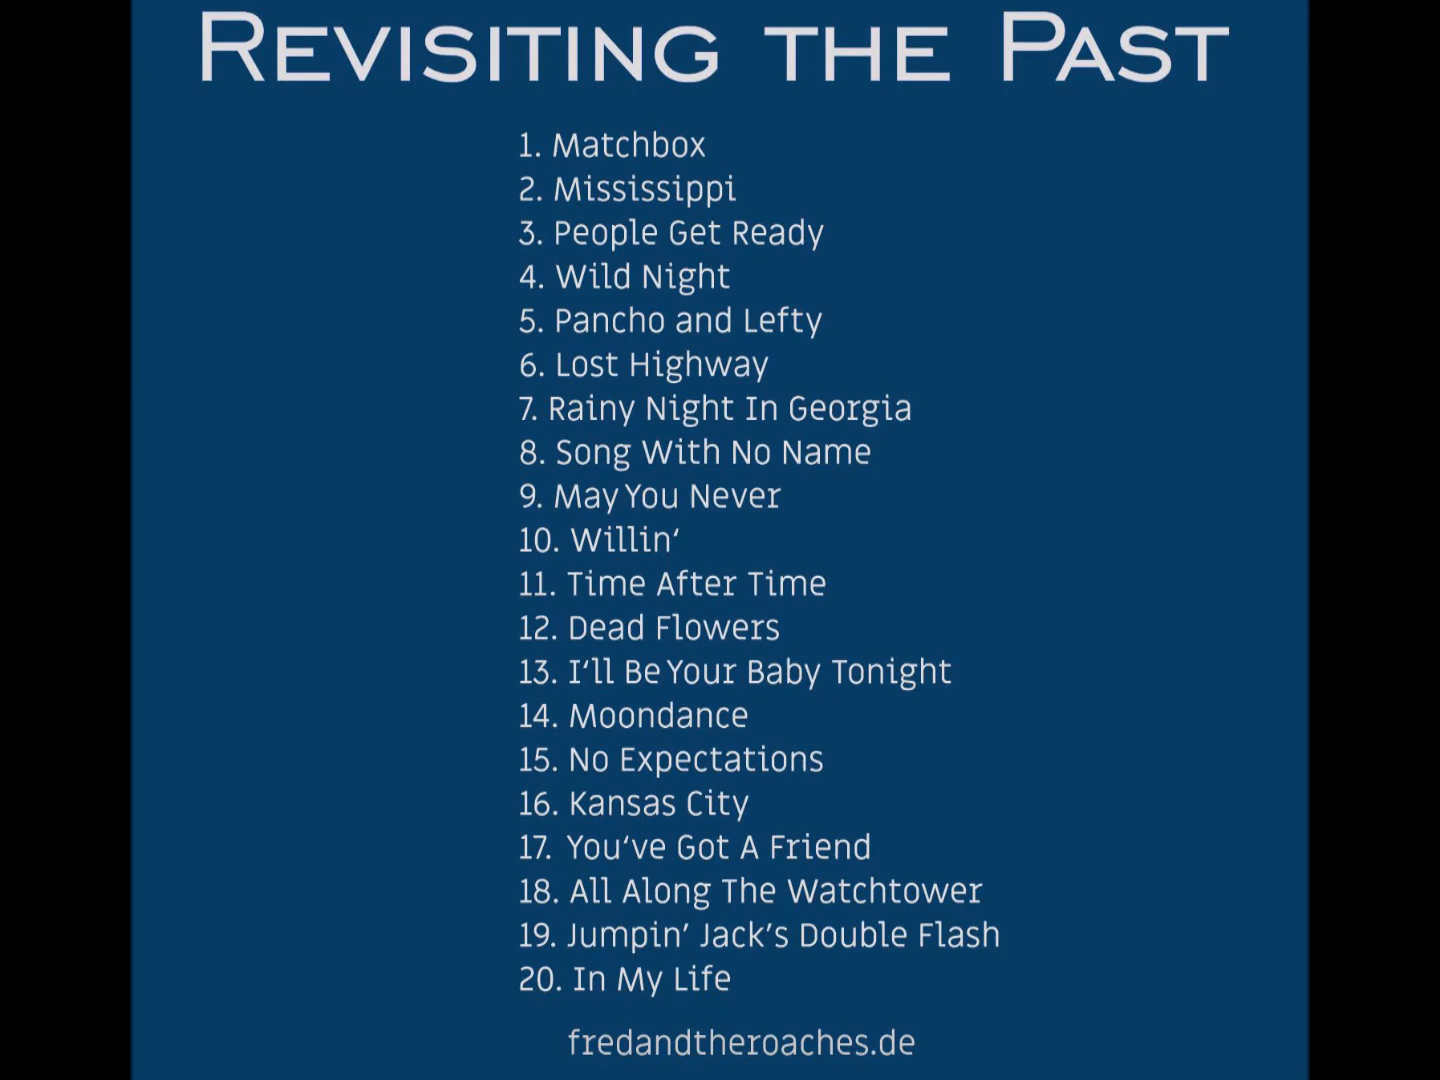 Revisiting the Past
1. Matchbox
2. Mississippi
3. People Get Ready
4. Wild Night
5. Pancho and Lefty
6. Lost Highway
7. Rainy Night In Georgia
8. Song With No Name
9. May You Never
10. Willin‘
11. Time After Time
12. Dead Flowers
13. I‘ll Be Your Baby Tonight
14. Moondance
15. No Expectations
16. Kansas City
17. You‘ve Got A Friend
18. All Along The Watchtower
19. Jumpin’ Jack’s Double Flash
20. In My Life
fredandtheroaches.de